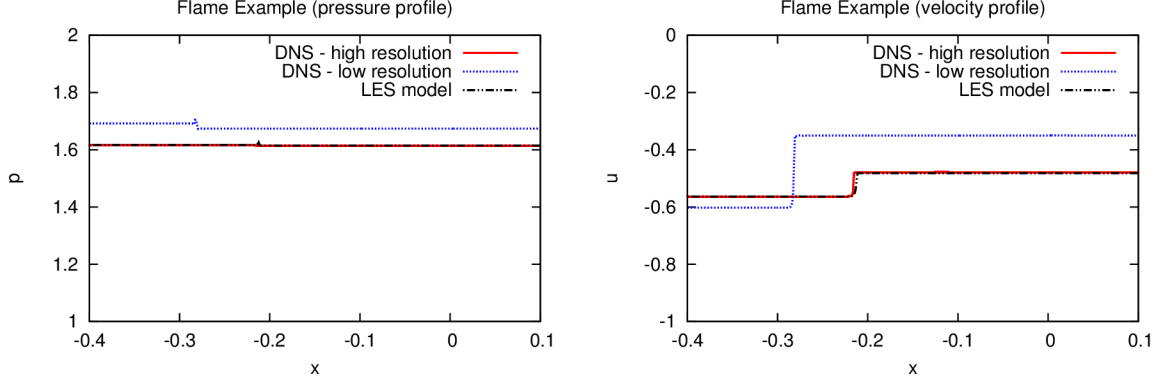 Flame Example (pressure profile)
2
1.8
1.6
1.4
1.2
1
p
DNS - high resolution
DNS - low resolution
LES model
-0.4 -0.3 -0.2 -0.1 0 0.1
x
Flame Example (velocity profile)
0
-0.2
-0.4
-0.6
-0.8
-1
u
DNS - high resolution
DNS - low resolution
LES model
-0.4 -0.3 -0.2 -0.1 0 0.1
x